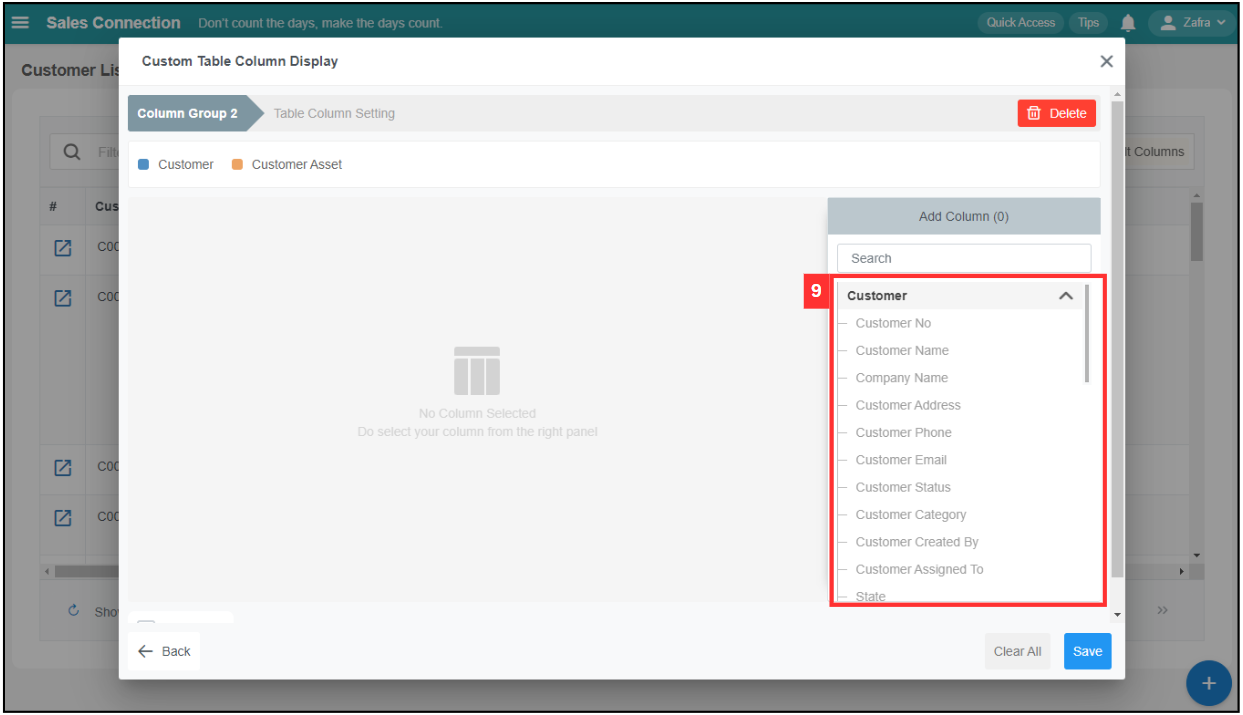 Sales Connection Don't count the days, make the days count. Quick Access Tips Zafra
Customer Lis
Custom Table Column Display
Column Group 2 Table Column Setting Delete
Customer Customer Asset
Filte
lt Columns
# Cus
C00
C00
C00
C00
Add Column (0)
Search
9
Customer
Customer No
Customer Name
Company Name
Customer Address
Customer Phone
Customer Email
Customer Status
Customer Category
Customer Created By
Customer Assigned To
State
No Column Selected
Do select your column from the right panel
Show
Back Clear All Save